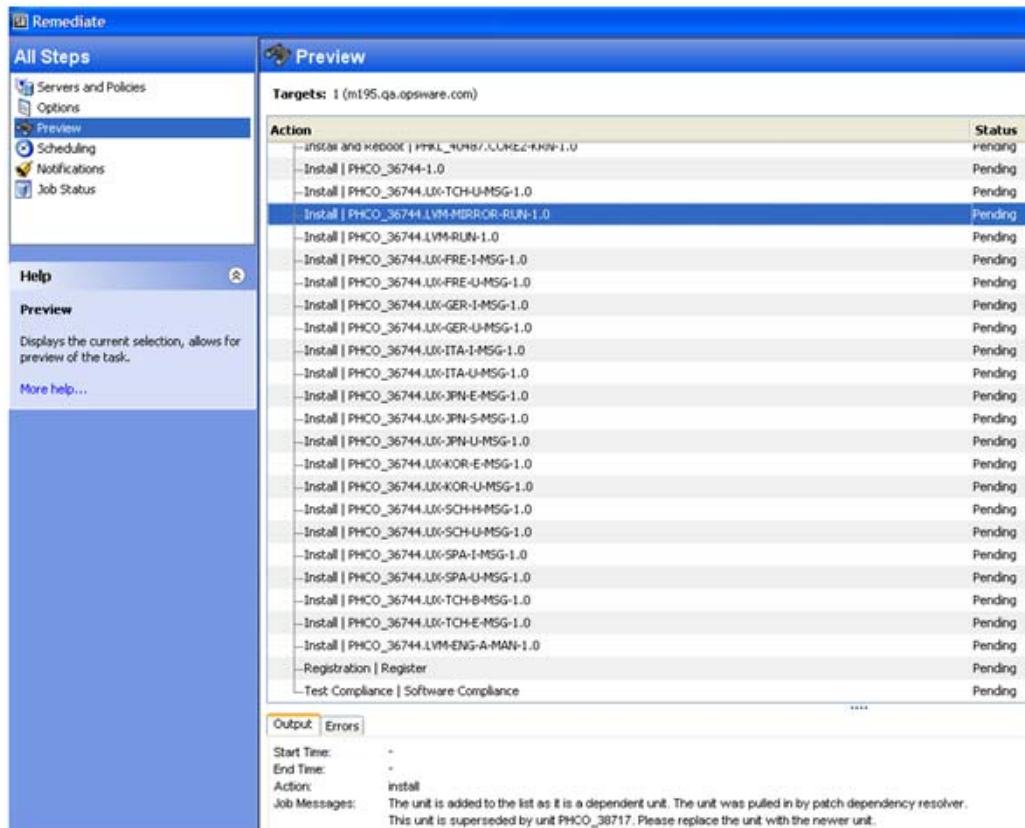 Remediate
All Steps
Servers and Policies
Options
Preview
Scheduling
Notifications
Job Status
Help
Preview
Displays the current selection, allows for
preview of the task.
More help...
Preview
Targets: 1 (m195.qa.opsware.com)
Action Status
Install and Reboot | PHKL_40487.CORE2-KRN-1.0 Pending
Install | PHCO_36744-1.0 Pending
Install | PHCO_36744.UX-TCH-U-MSG-1.0 Pending
Install | PHCO_36744.LVM-MIRROR-RUN-1.0 Pending
Install | PHCO_36744.LVM-RUN-1.0 Pending
Install | PHCO_36744.UX-FRE-I-MSG-1.0 Pending
Install | PHCO_36744.UX-FRE-U-MSG-1.0 Pending
Install | PHCO_36744.UX-GER-I-MSG-1.0 Pending
Install | PHCO_36744.UX-GER-U-MSG-1.0 Pending
Install | PHCO_36744.UX-ITA-I-MSG-1.0 Pending
Install | PHCO_36744.UX-ITA-U-MSG-1.0 Pending
Install | PHCO_36744.UX-JPN-E-MSG-1.0 Pending
Install | PHCO_36744.UX-JPN-S-MSG-1.0 Pending
Install | PHCO_36744.UX-JPN-U-MSG-1.0 Pending
Install | PHCO_36744.UX-KOR-E-MSG-1.0 Pending
Install | PHCO_36744.UX-KOR-U-MSG-1.0 Pending
Install | PHCO_36744.UX-SCH-H-MSG-1.0 Pending
Install | PHCO_36744.UX-SCH-U-MSG-1.0 Pending
Install | PHCO_36744.UX-SPA-I-MSG-1.0 Pending
Install | PHCO_36744.UX-SPA-U-MSG-1.0 Pending
Install | PHCO_36744.UX-TCH-B-MSG-1.0 Pending
Install | PHCO_36744.UX-TCH-E-MSG-1.0 Pending
Install | PHCO_36744.LVM-ENG-A-MAN-1.0 Pending
Registration | Register Pending
Test Compliance | Software Compliance Pending
Output Errors
Start Time: -
End Time: -
Action: install
Job Messages: The unit is added to the list as it is a dependent unit. The unit was pulled in by patch dependency resolver.
This unit is superseded by unit PHCO_38717. Please replace the unit with the newer unit.